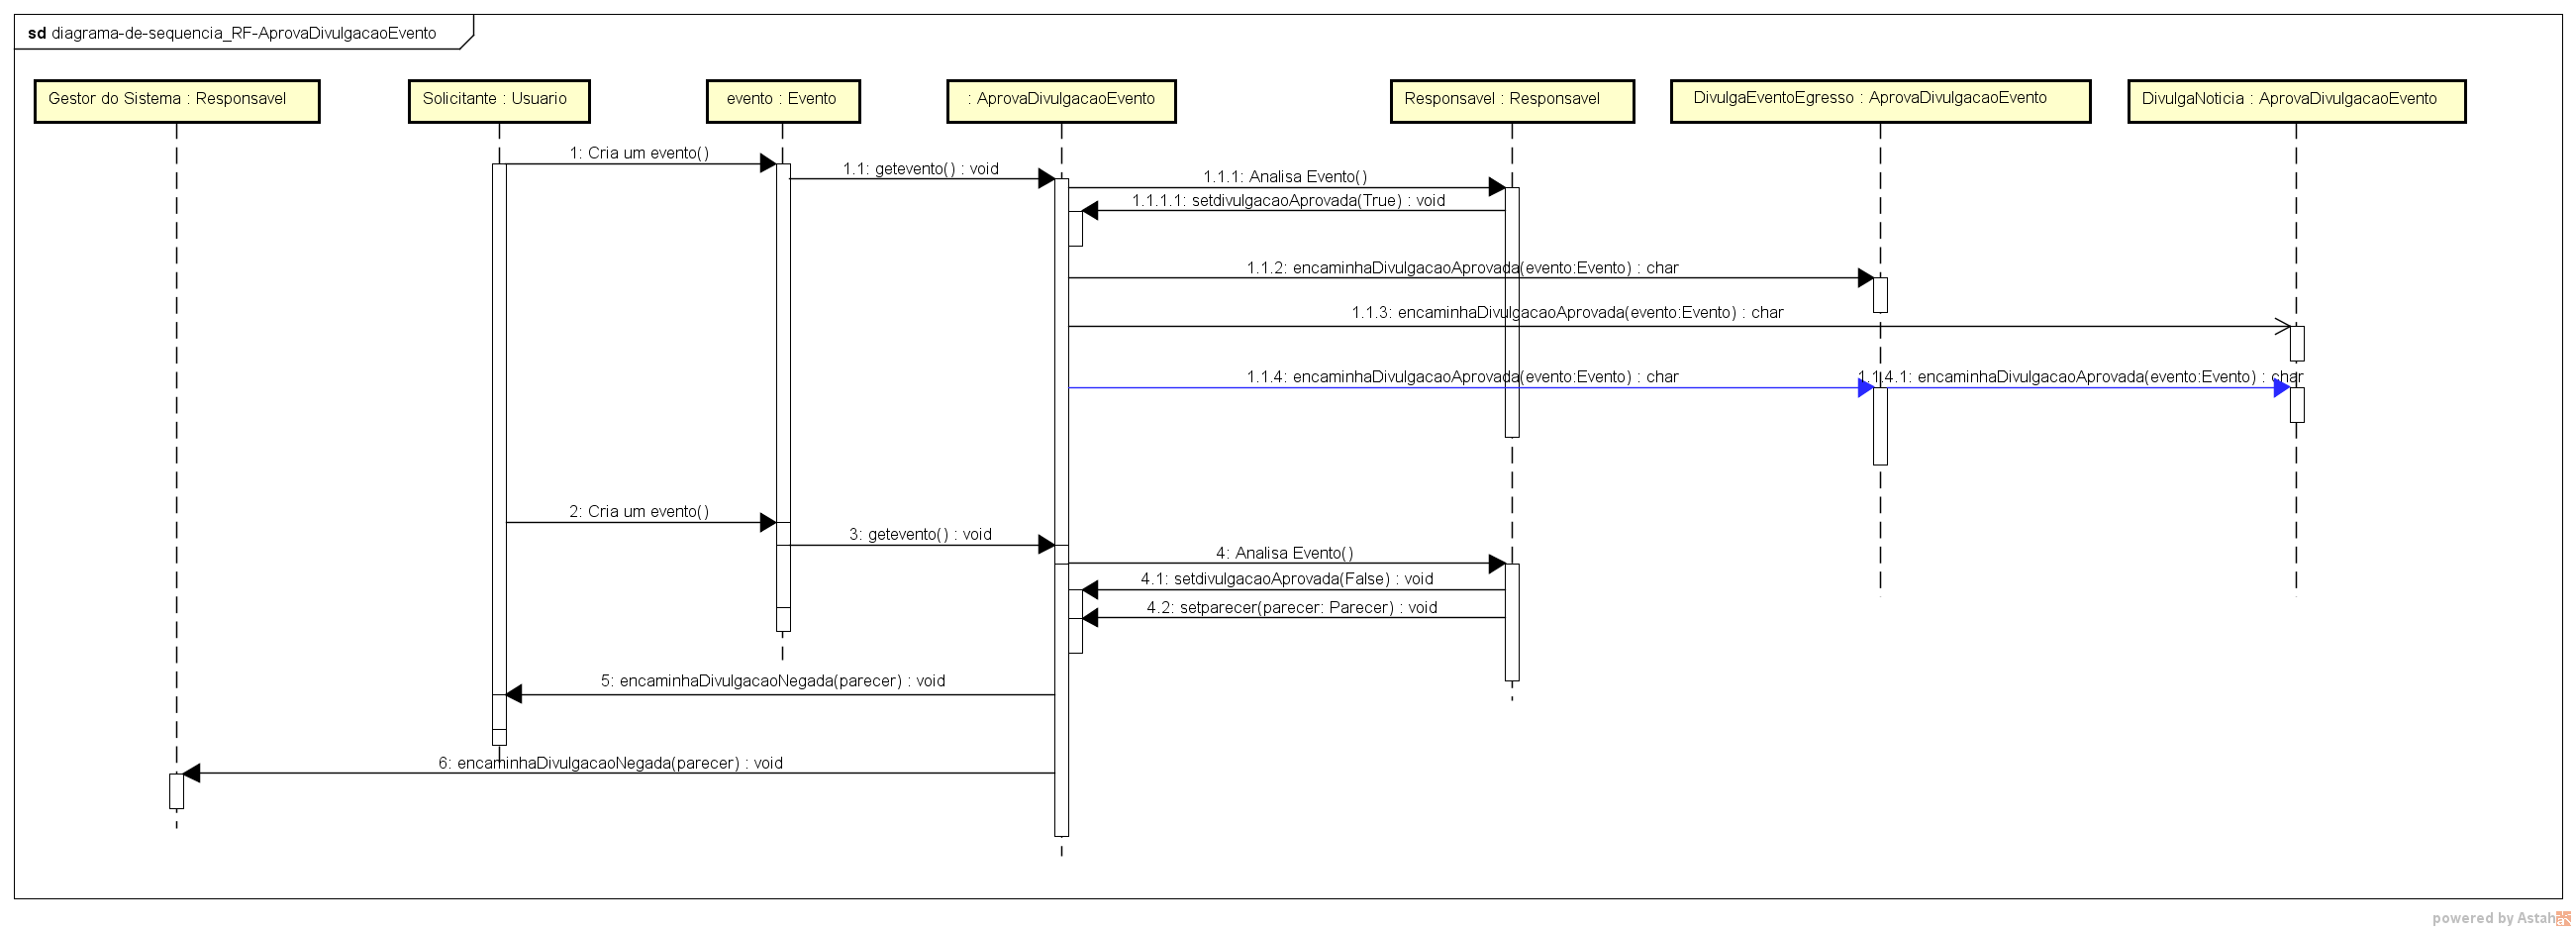 sd diagrama-de-sequencia_RF-AprovaDivulgacaoEvento
Gestor do Sistema : Responsavel
Solicitante : Usuario
evento : Evento
: AprovaDivulgacaoEvento
Responsavel : Responsavel
DivulgaEventoEgresso : AprovaDivulgacaoEvento
DivulgaNoticia : AprovaDivulgacaoEvento
1: Cria um evento()
1.1: getevento() : void
1.1.1: Analisa Evento()
1.1.1.1: setdivulgacaoAprovada(True) : void
1.1.2: encaminhaDivulgacaoAprovada(evento:Evento) : char
1.1.3: encaminhaDivulgacaoAprovada(evento:Evento) : char
1.1.4: encaminhaDivulgacaoAprovada(evento:Evento) : char
1.1.4.1: encaminhaDivulgacaoAprovada(evento:Evento) : char
2: Cria um evento()
3: getevento() : void
4: Analisa Evento()
4.1: setdivulgacaoAprovada(False) : void
4.2: setparecer(parecer: Parecer) : void
5: encaminhaDivulgacaoNegada(parecer) : void
6: encaminhaDivulgacaoNegada(parecer) : void
powered by Astah